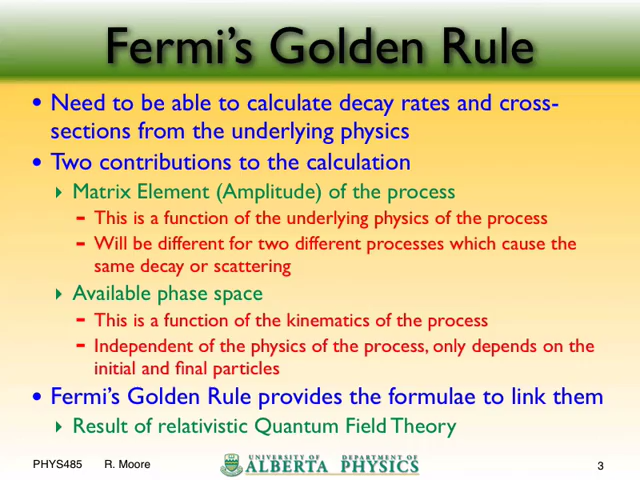 Fermi's Golden Rule
• Need to be able to calculate decay rates and cross-
sections from the underlying physics
• Two contributions to the calculation
‣ Matrix Element (Amplitude) of the process
- This is a function of the underlying physics of the process
- Will be different for two different processes which cause the
same decay or scattering
‣ Available phase space
- This is a function of the kinematics of the process
- Independent of the physics of the process, only depends on the
initial and final particles
• Fermi's Golden Rule provides the formulae to link them
‣ Result of relativistic Quantum Field Theory
PHYS485 R. Moore
UNIVERSITY OF DEPARTMENT OF
ALBERTA PHYSICS
3